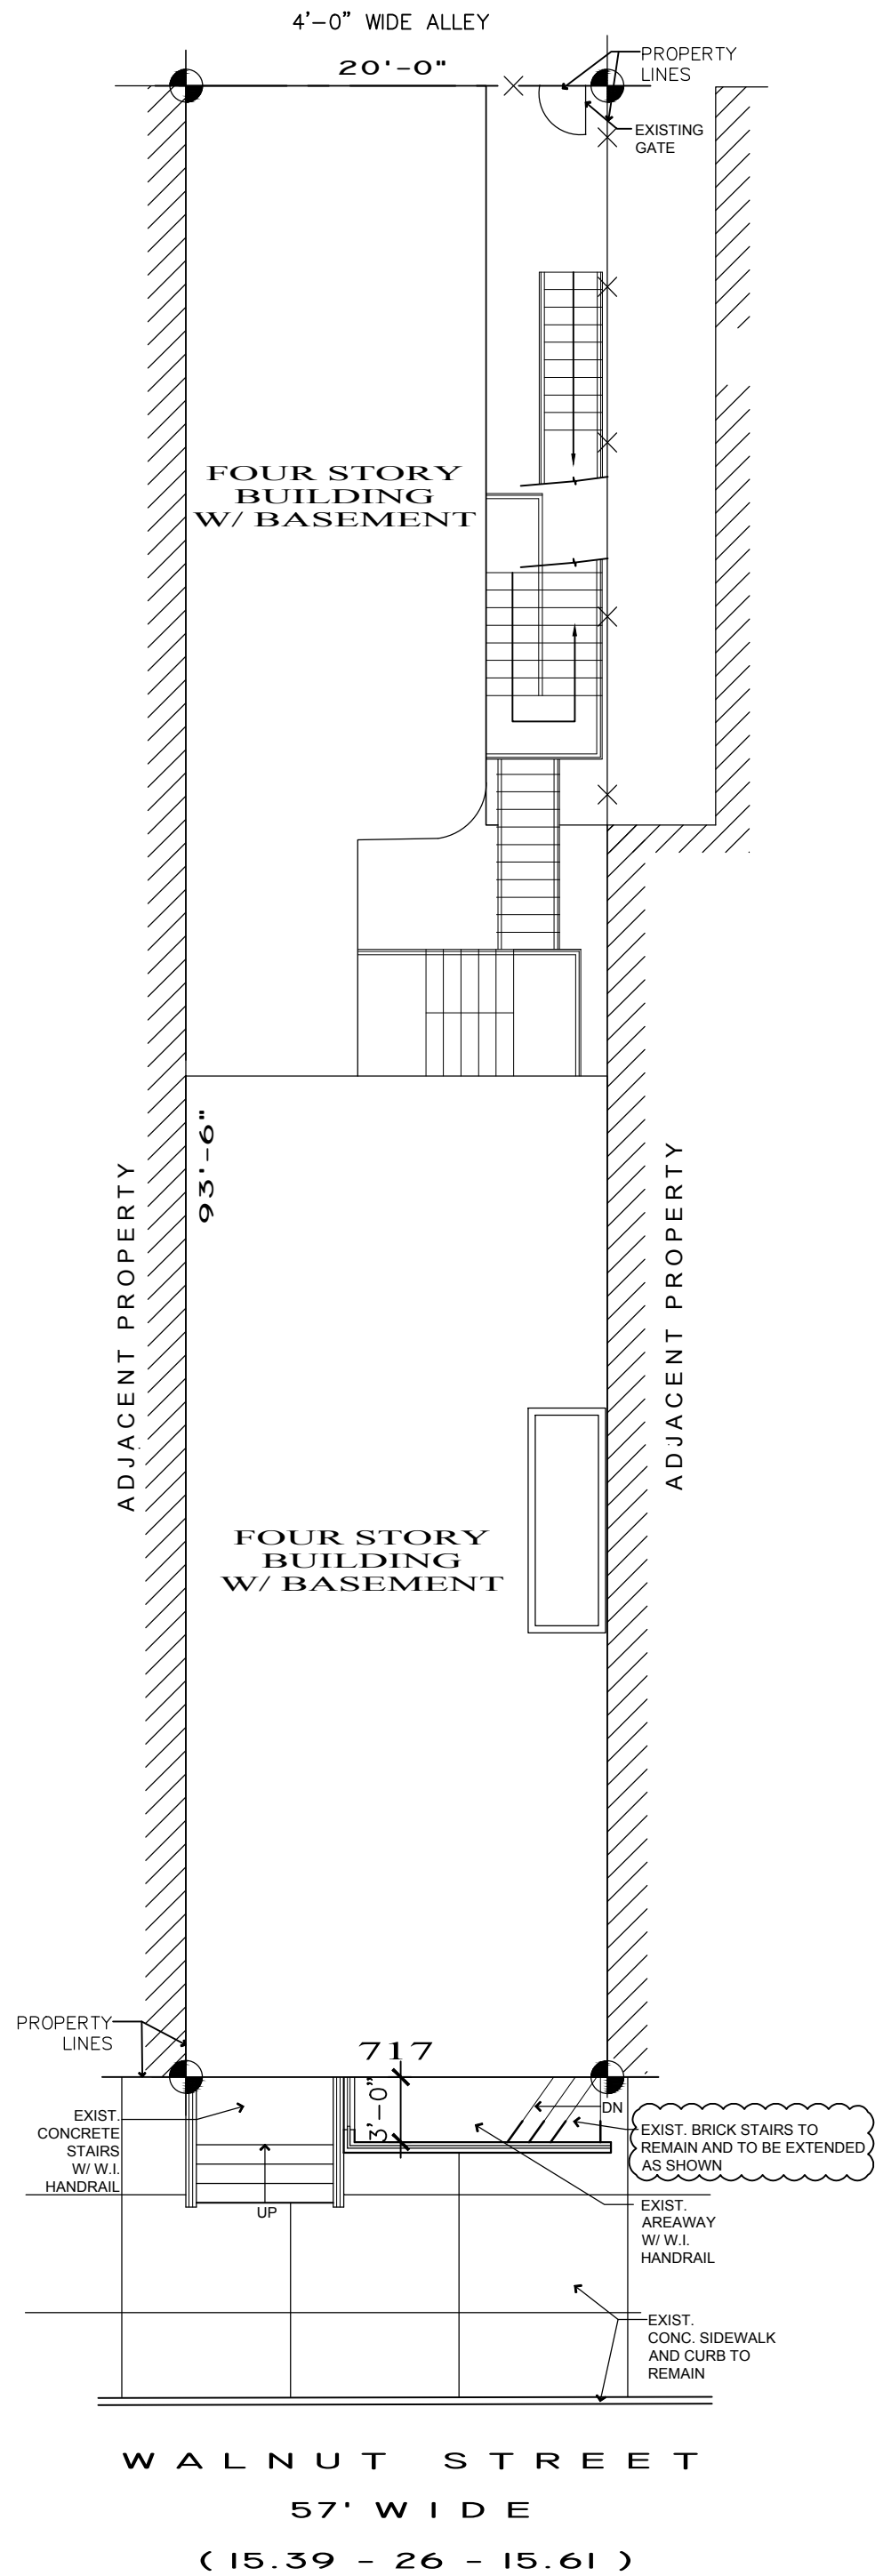 4'-0" WIDE ALLEY
20'-0"
PROPERTY
LINES
EXISTING
GATE
FOUR STORY
BUILDING
W/ BASEMENT
93'-6"
ADJACENT PROPERTY
ADJACENT PROPERTY
FOUR STORY
BUILDING
W/ BASEMENT
PROPERTY
LINES
717
3'-0"
DN
EXIST.
CONCRETE
STAIRS
W/ W.I.
HANDRAIL
UP
EXIST. BRICK STAIRS TO
REMAIN AND TO BE EXTENDED
AS SHOWN
EXIST.
AREAWAY
W/ W.I.
HANDRAIL
EXIST.
CONC. SIDEWALK
AND CURB TO
REMAIN
WALNUT STREET
57' WIDE
( 15.39 - 26 - 15.61 )